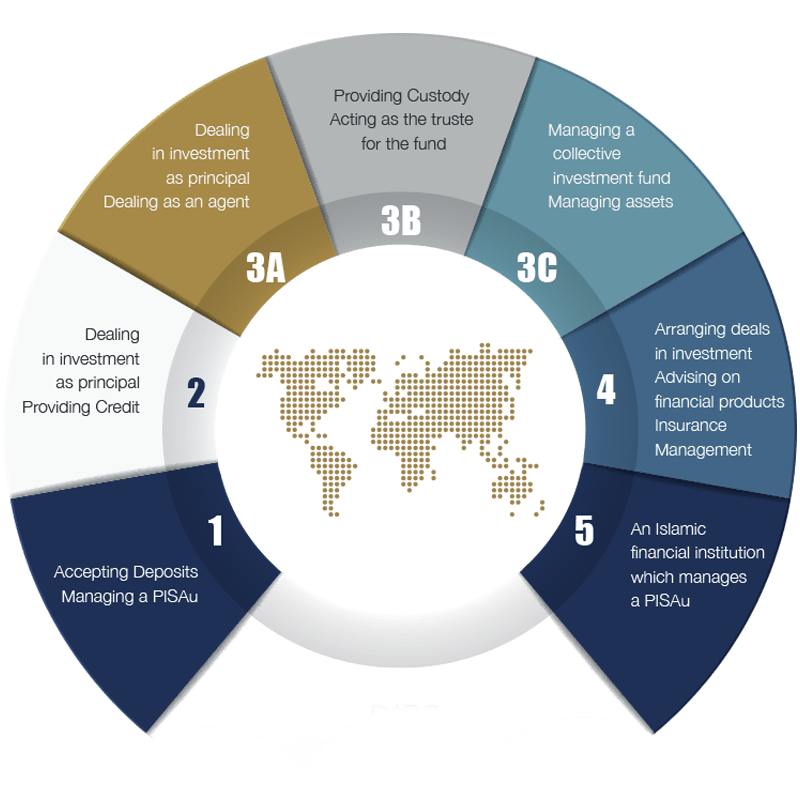 1
Accepting Deposits
Managing a PISAu
2
Dealing
in investment
as principal
Providing Credit
3A
Dealing
in investment
as principal
Dealing as an agent
3B
Providing Custody
Acting as the truste
for the fund
3C
Managing a
collective
investment fund
Managing assets
4
Arranging deals
in investment
Advising on
financial products
Insurance
Management
5
An Islamic
financial institution
which manages
a PISAu